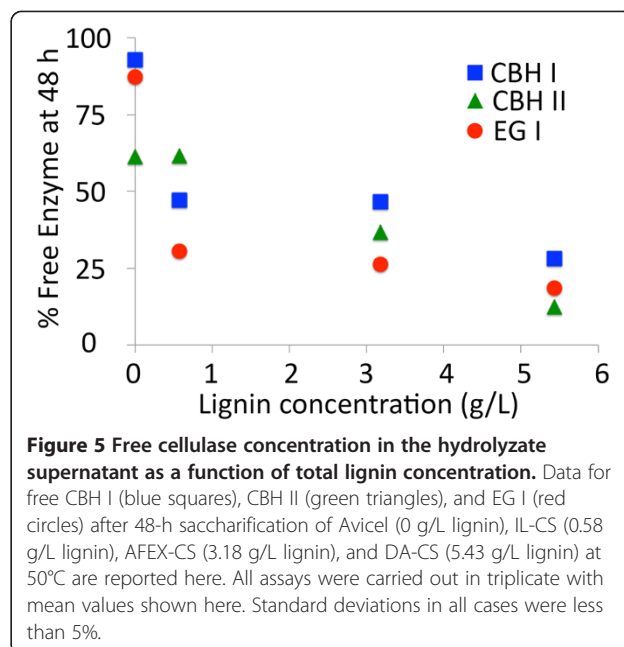 100
75
50
25
0
% Free Enzyme at 48 h
CBH I
CBH II
EG I
0 1 2 3 4 5 6
Lignin concentration (g/L)
Figure 5 Free cellulase concentration in the hydrolyzate
supernatant as a function of total lignin concentration. Data for
free CBH I (blue squares), CBH II (green triangles), and EG I (red
circles) after 48-h saccharification of Avicel (0 g/L lignin), IL-CS (0.58
g/L lignin), AFEX-CS (3.18 g/L lignin), and DA-CS (5.43 g/L lignin) at
50°C are reported here. All assays were carried out in triplicate with
mean values shown here. Standard deviations in all cases were less
than 5%.